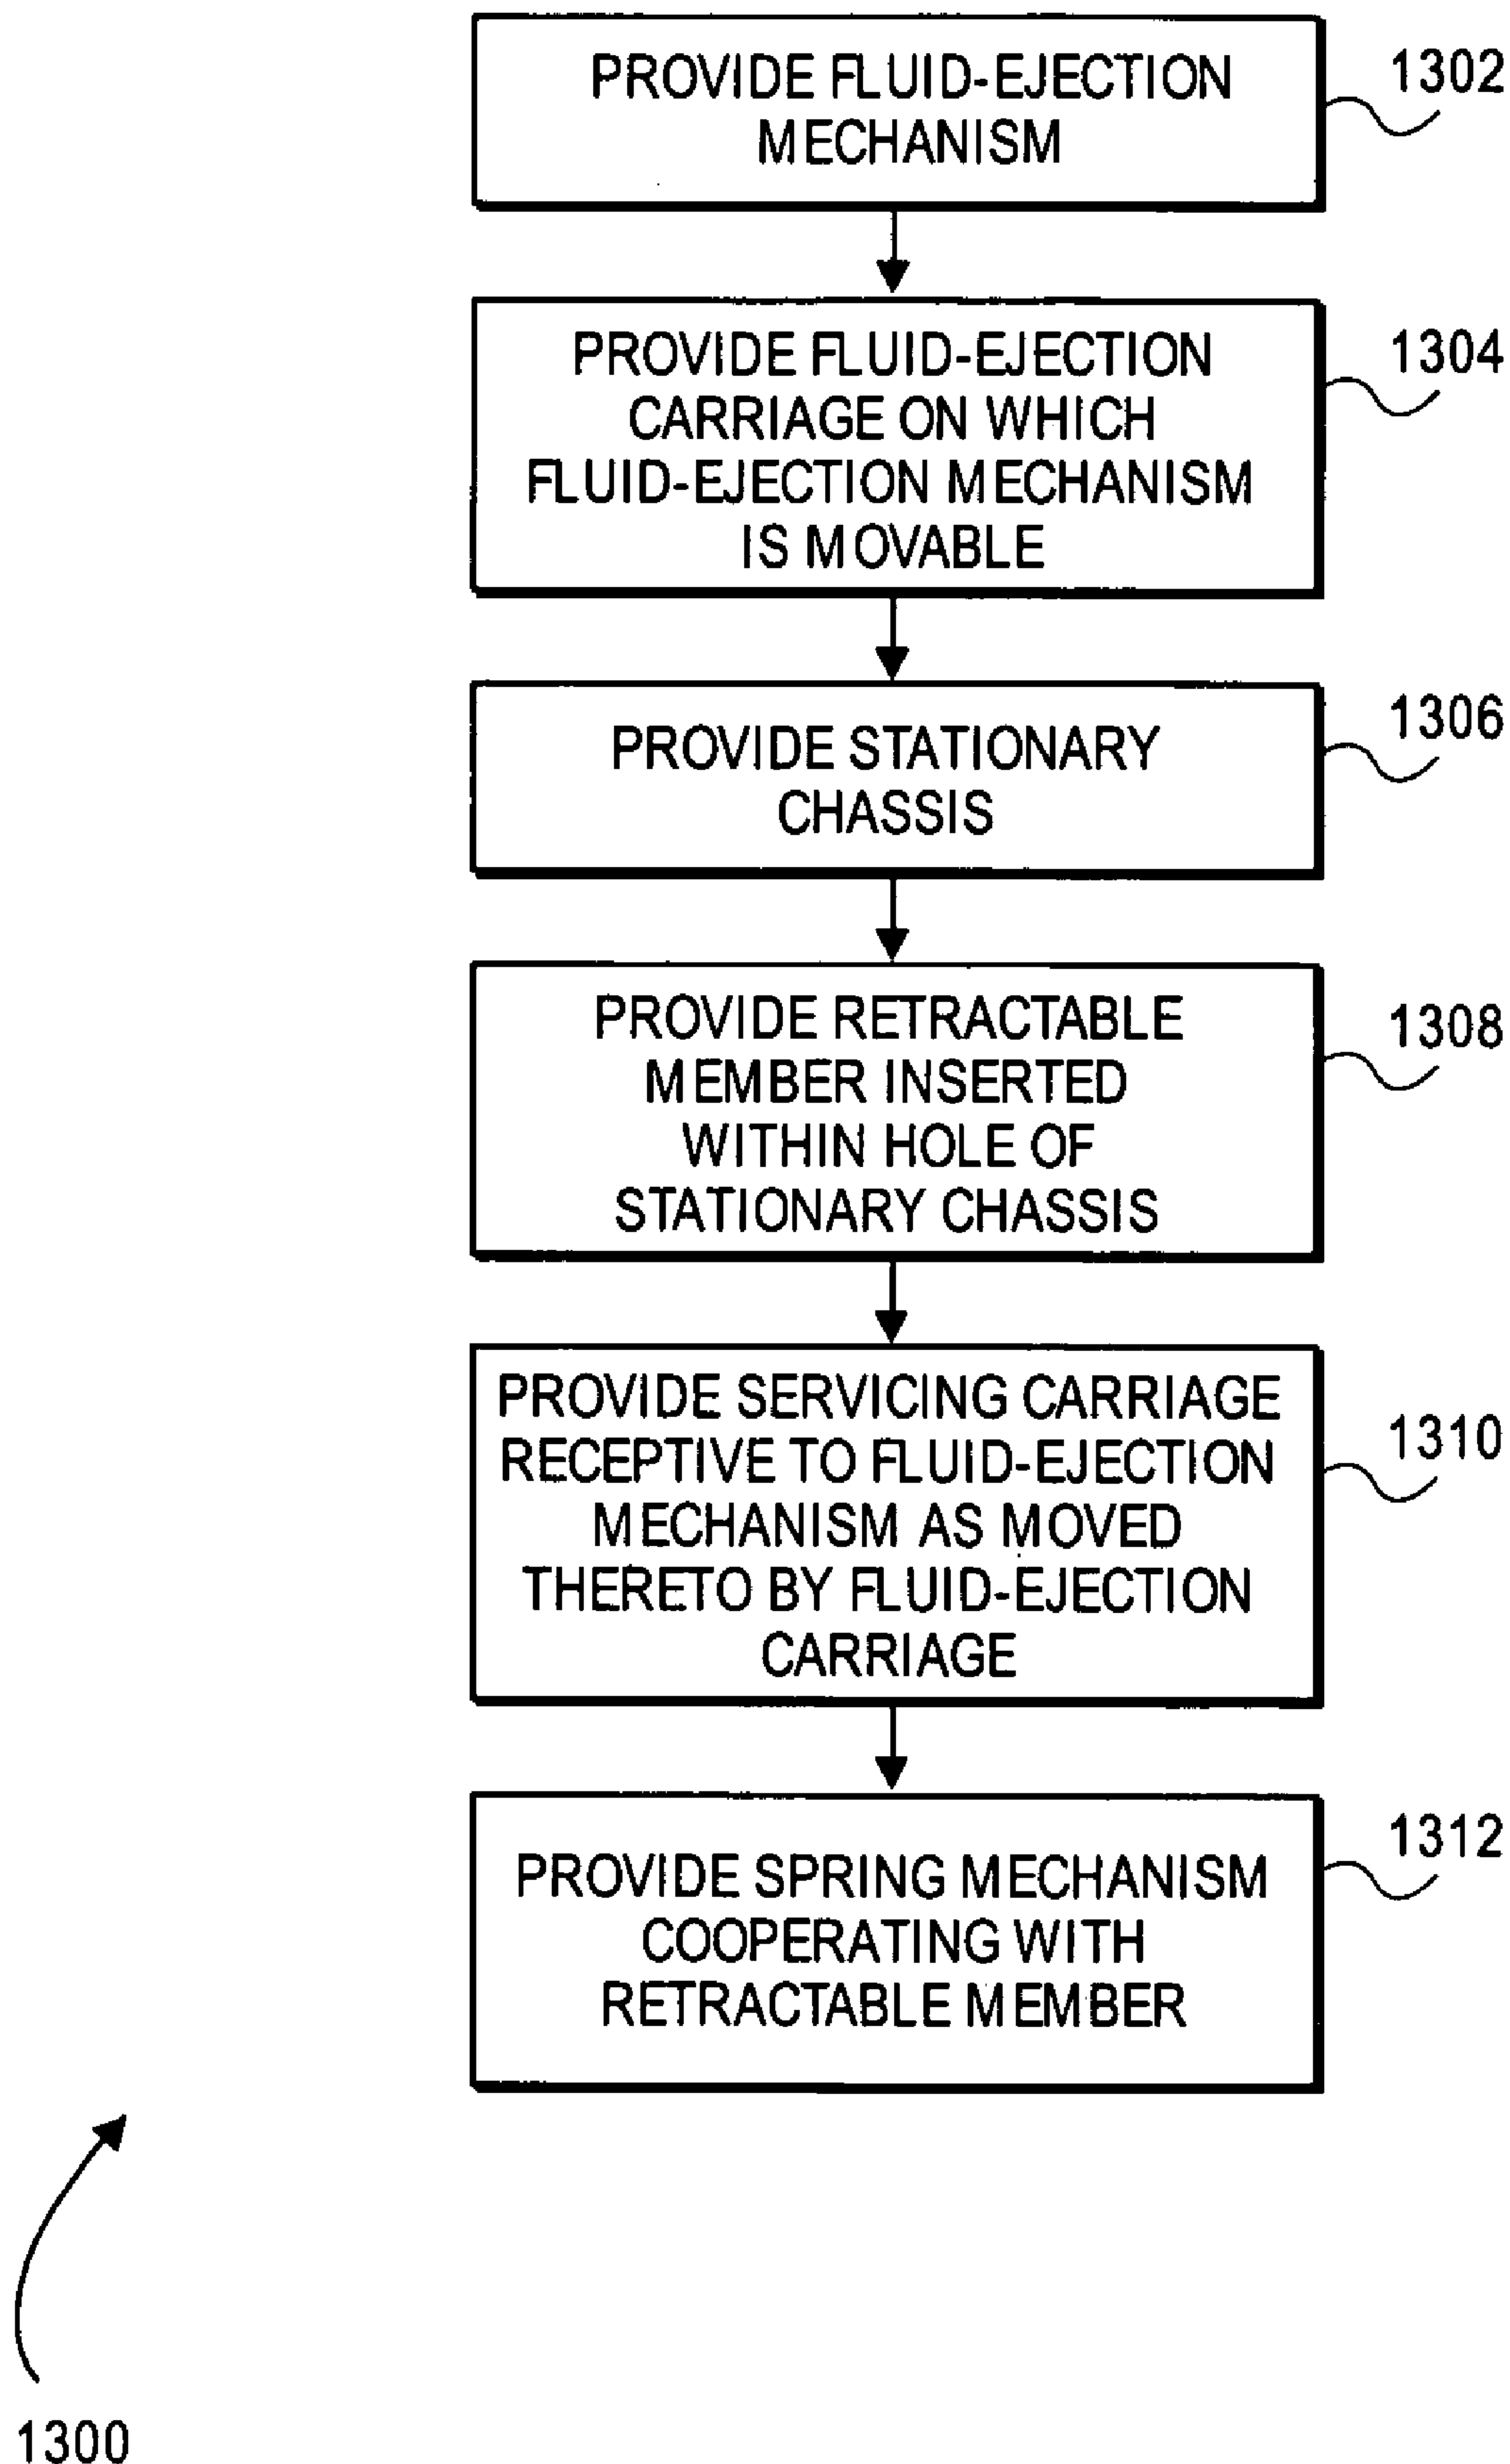 PROVIDE FLUID-EJECTION
MECHANISM
1302
PROVIDE FLUID-EJECTION
CARRIAGE ON WHICH
FLUID-EJECTION MECHANISM
IS MOVABLE
1304
PROVIDE STATIONARY
CHASSIS
1306
PROVIDE RETRACTABLE
MEMBER INSERTED
WITHIN HOLE OF
STATIONARY CHASSIS
1308
PROVIDE SERVICING CARRIAGE
RECEPTIVE TO FLUID-EJECTION
MECHANISM AS MOVED
THERETO BY FLUID-EJECTION
CARRIAGE
1310
PROVIDE SPRING MECHANISM
COOPERATING WITH
RETRACTABLE MEMBER
1312
1300